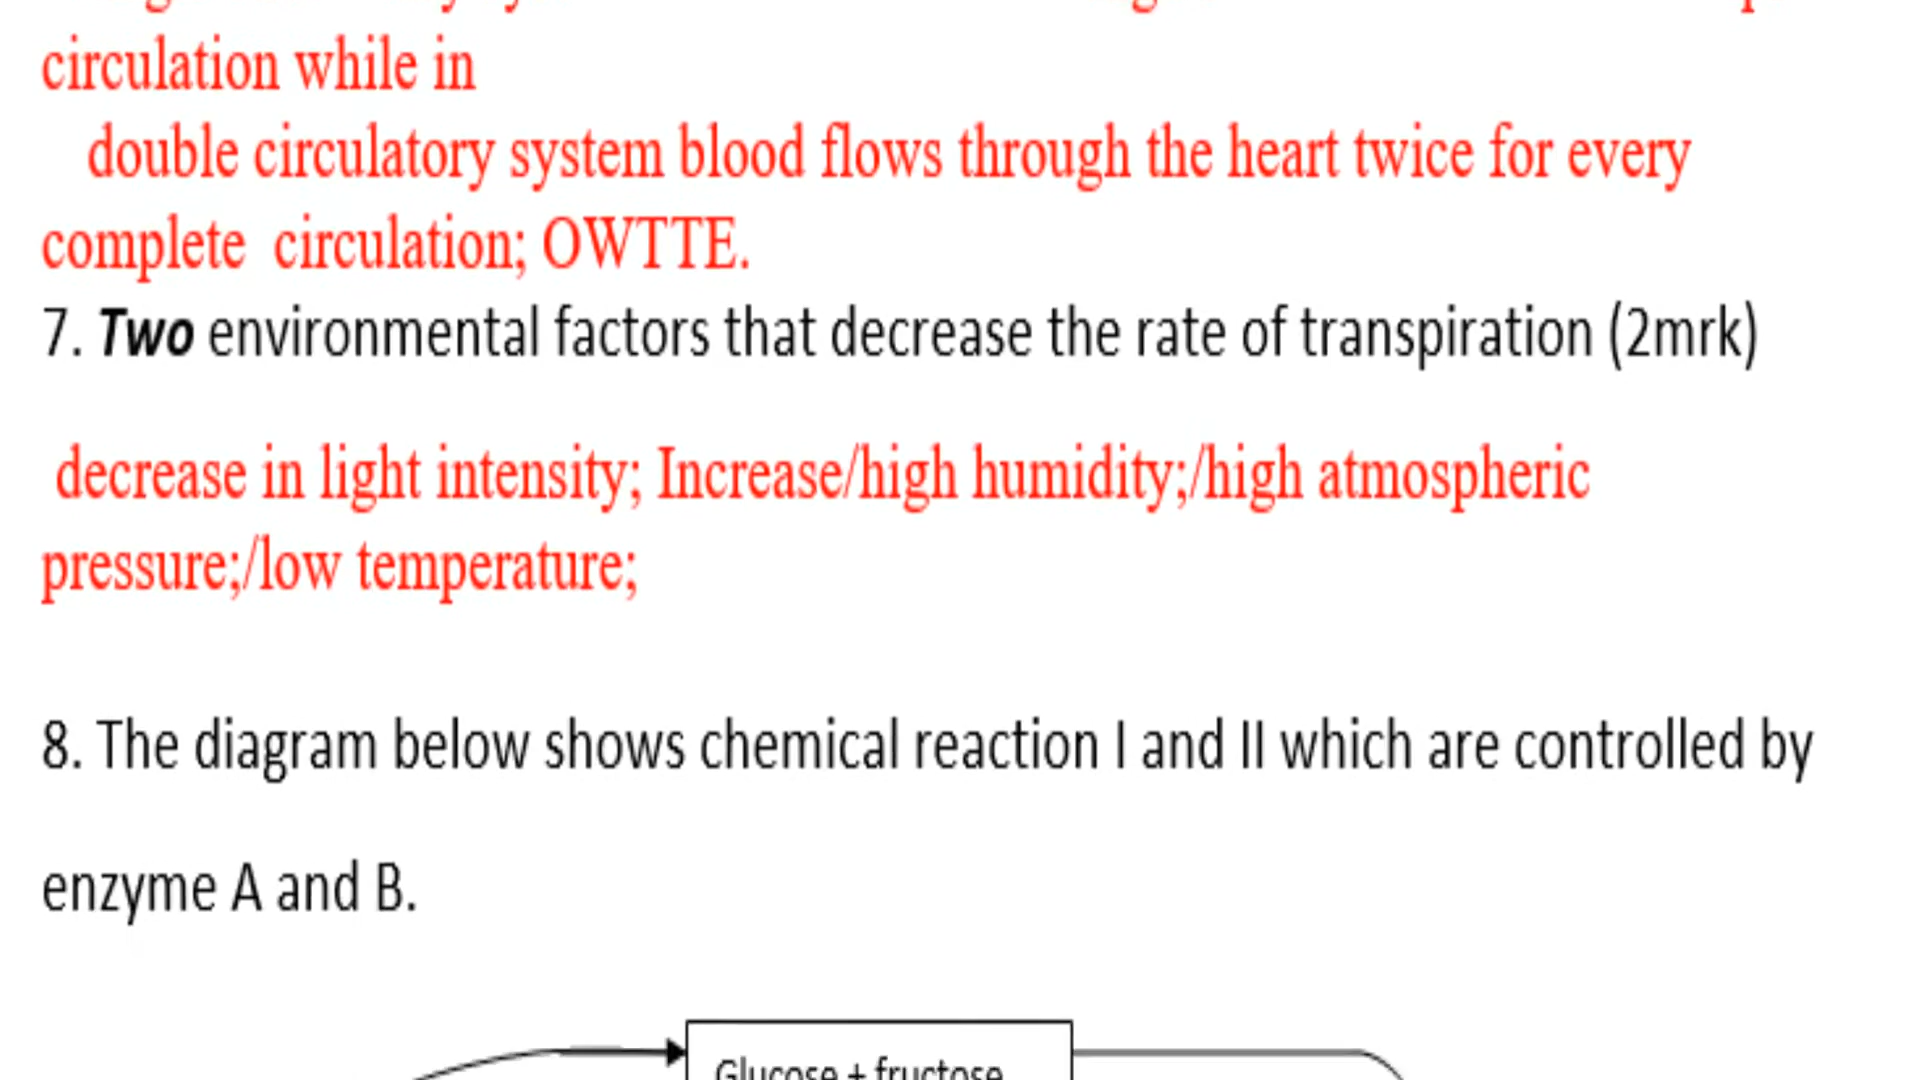 circulation while in
double circulatory system blood flows through the heart twice for every
complete circulation; OWTTE.
7. Two environmental factors that decrease the rate of transpiration (2mrk)
decrease in light intensity; Increase/high humidity;/high atmospheric
pressure;/low temperature;
8. The diagram below shows chemical reaction I and II which are controlled by
enzyme A and B.
Glucose + fructose